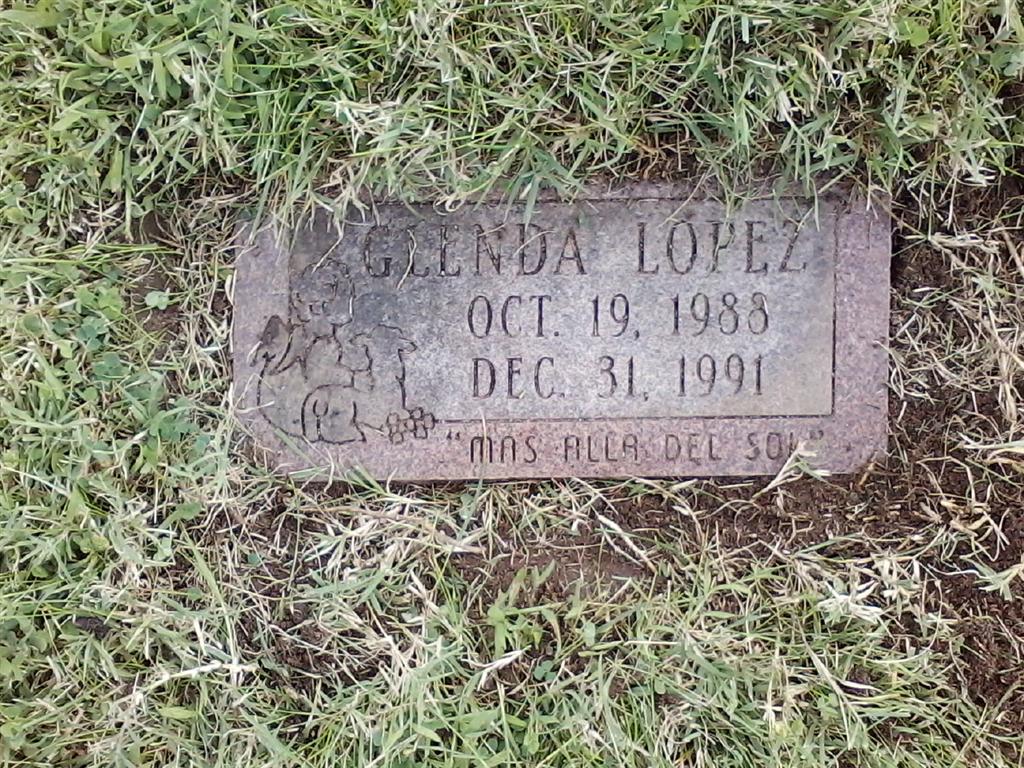 GLENDA LOPEZ
OCT. 19, 1988
DEC. 31, 1991
"MAS ALLA DEL SOL"